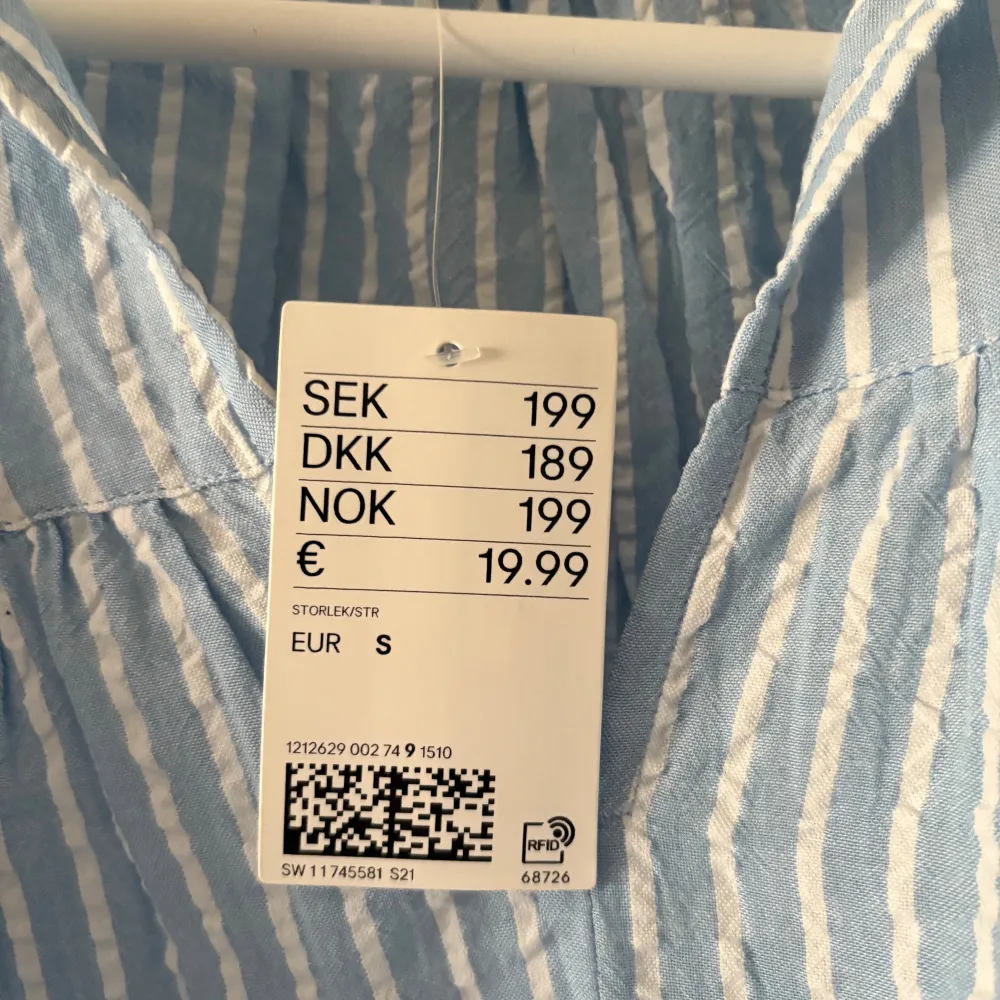 SEK 199
DKK 189
NOK 199
€ 19.99
STORLEK/STR
EUR S
1212629 002 74 9 1510
RFID
SW 11745581 S21
68726